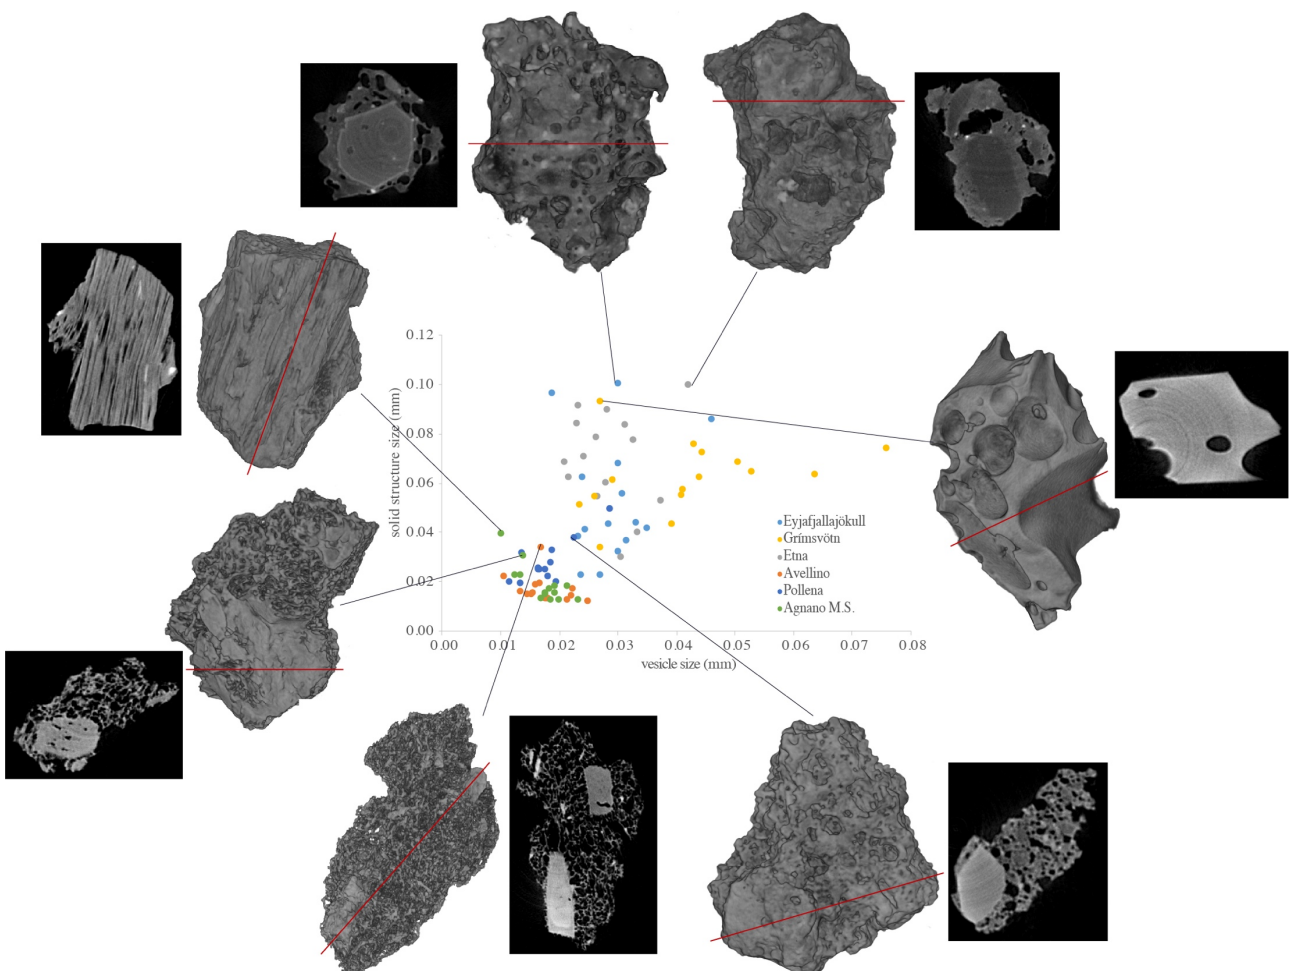 0.12
0.10
0.08
0.06
0.04
0.02
0.00
solid structure size (mm)
Eyjafjallajökull
Grímsvötn
Etna
Avellino
Pollena
Agnano M.S.
0.00 0.01 0.02 0.03 0.04 0.05 0.06 0.07 0.08
vesicle size (mm)